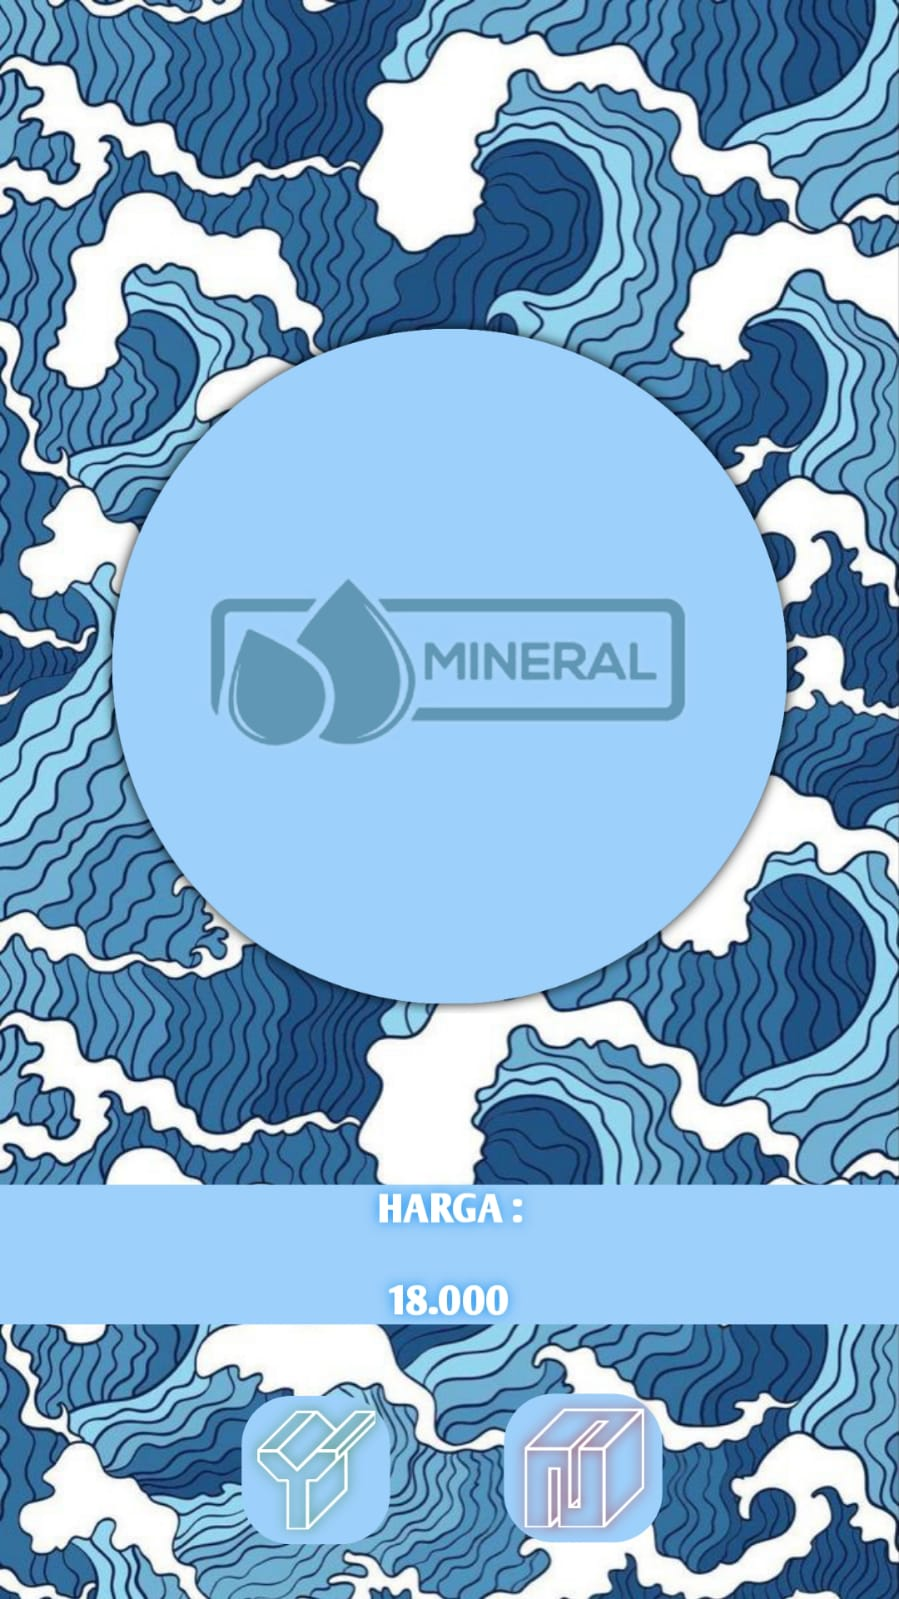 MINERAL
HARGA :
18.000